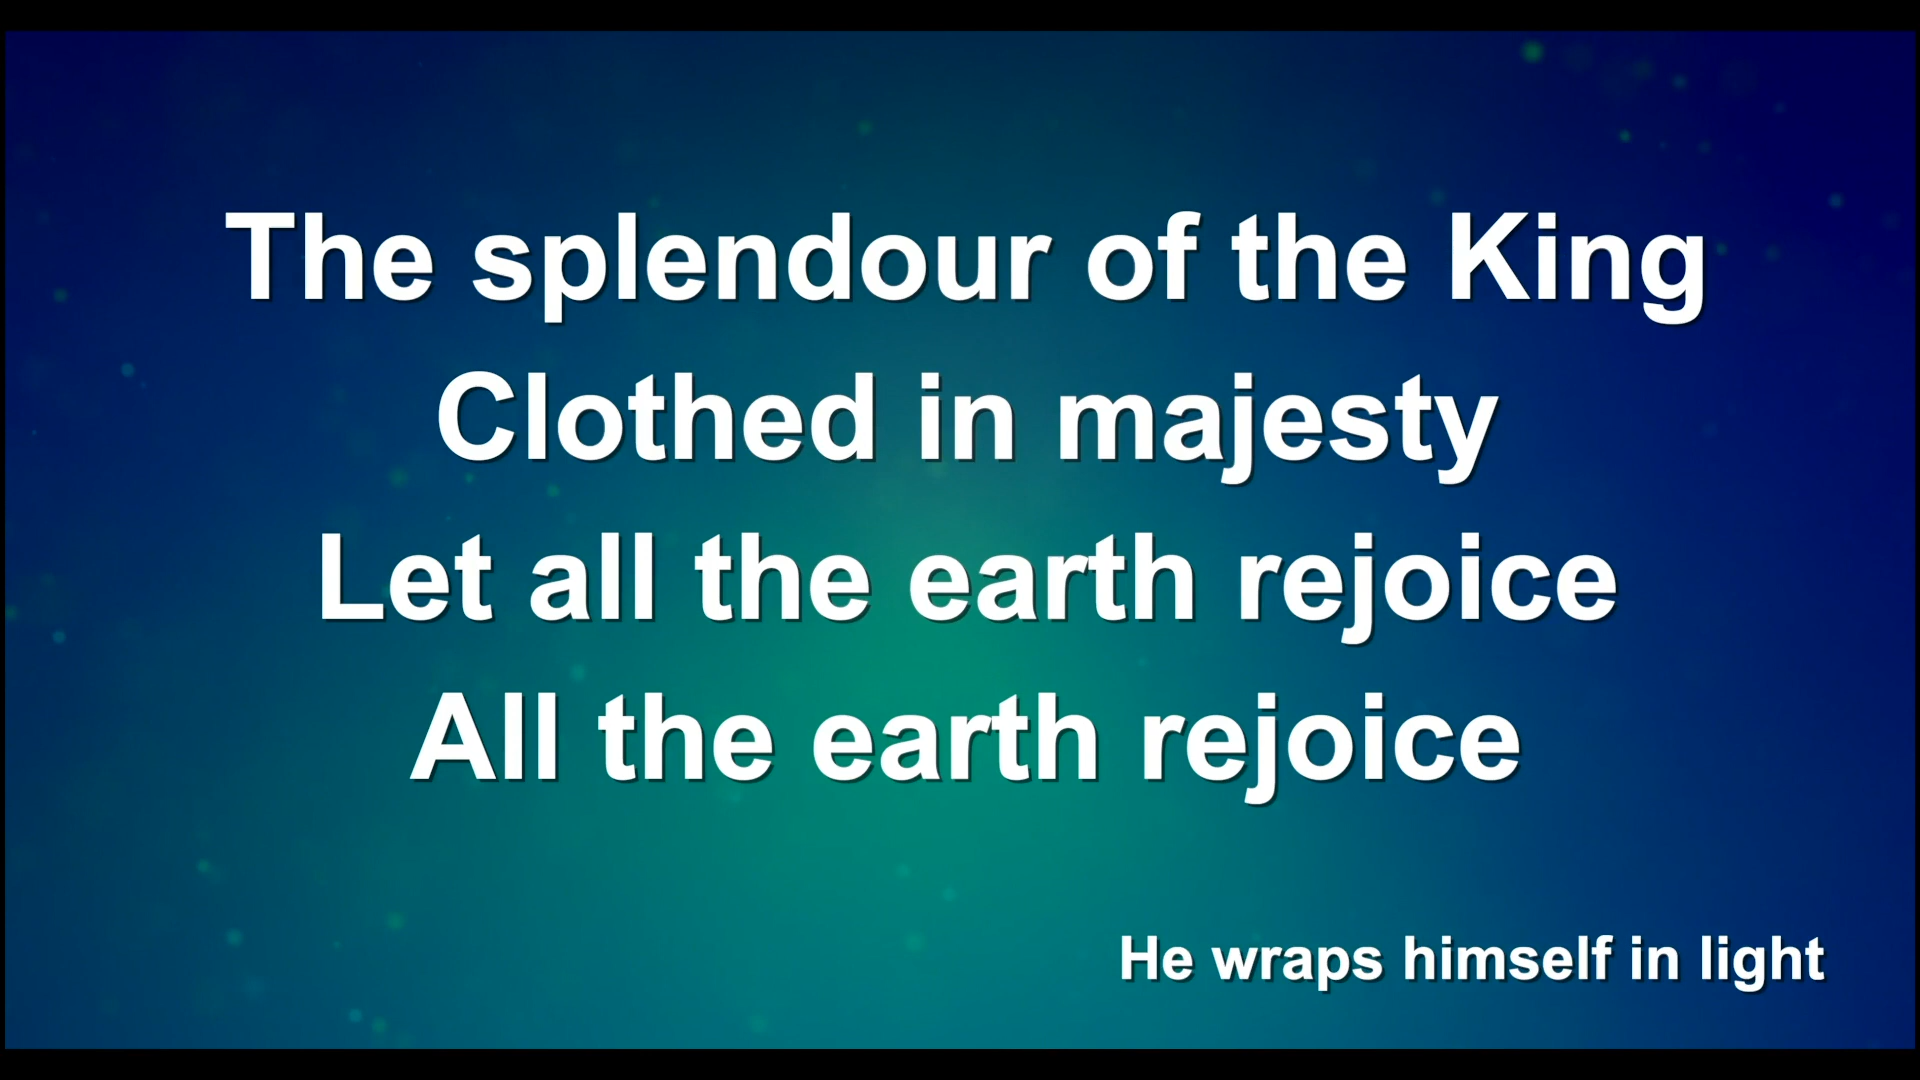 The splendour of the King
Clothed in majesty
Let all the earth rejoice
All the earth rejoice
He wraps himself in light